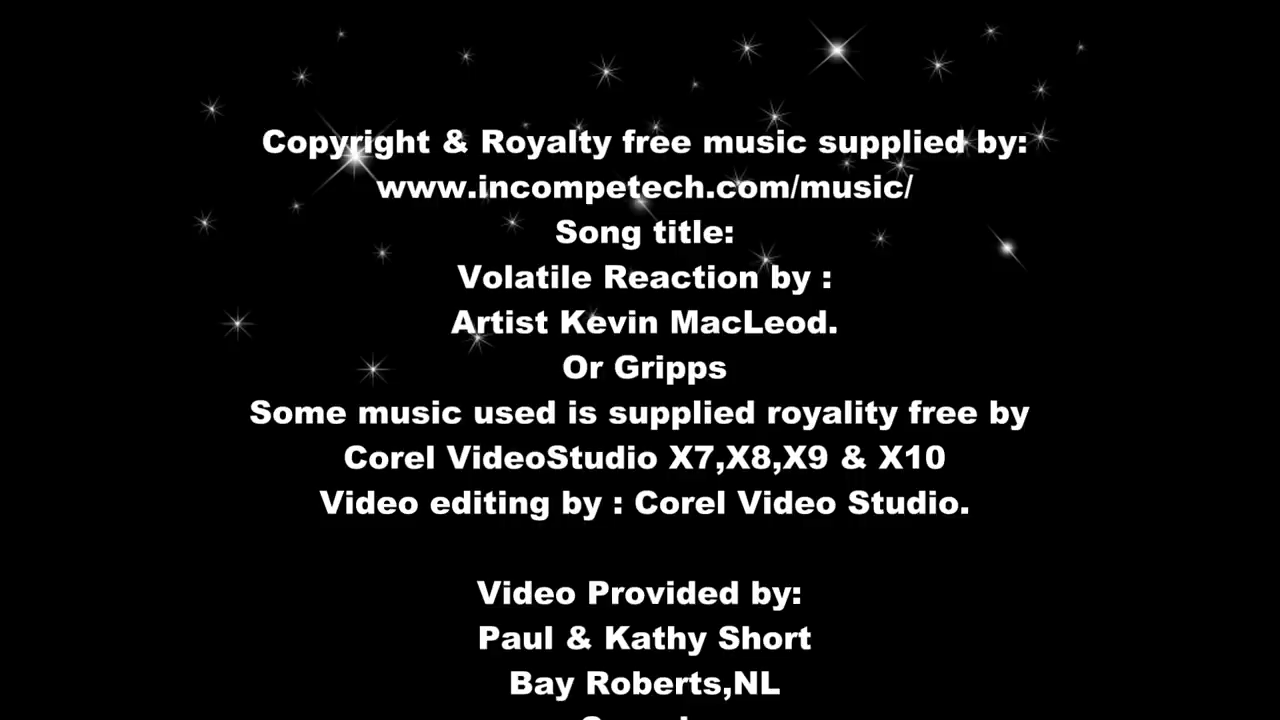 Copyright & Royalty free music supplied by:
www.incompetech.com/music/
Song title:
Volatile Reaction by :
Artist Kevin MacLeod.
Or Gripps
Some music used is supplied royality free by
Corel VideoStudio X7,X8,X9 & X10
Video editing by : Corel Video Studio.
Video Provided by:
Paul & Kathy Short
Bay Roberts,NL